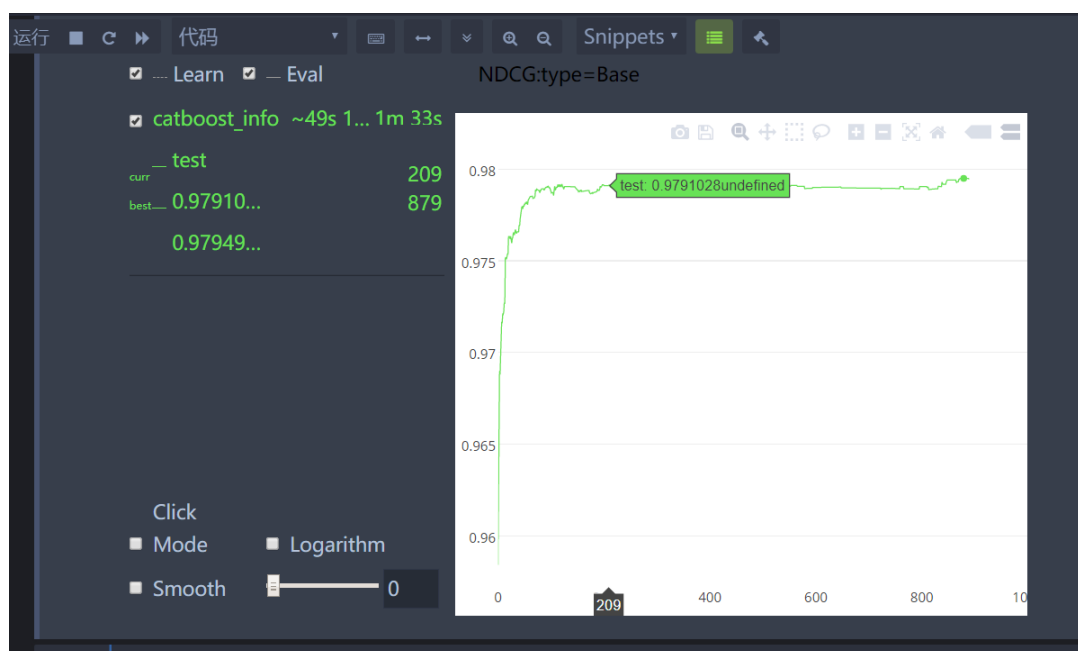 运行 代码 Snippets
Learn Eval
catboost_info ~49s 1... 1m 33s
test
curr 209
best 0.97910... 879
0.97949...
Click
Mode Logarithm
Smooth 0
NDCG:type=Base
0.98
test: 0.9791028undefined
0.975
0.97
0.965
0.96
0 209 400 600 800 10